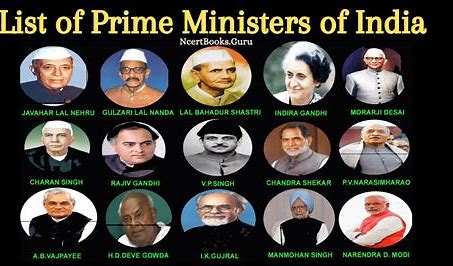 List of Prime Ministers of India
NcertBooks.Guru
JAVAHAR LAL NEHRU GULZARI LAL NANDA LAL BAHADUR SHASTRI INDIRA GANDHI MORARJI DESAI
CHARAN SINGH RAJIV GANDHI V.P.SINGH CHANDRA SHEKAR P.V.NARASIMHARAO
A.B.VAJPAYEE H.D.DEVE GOWDA I.K.GUJRAL MANMOHAN SINGH NARENDRA D. MODI